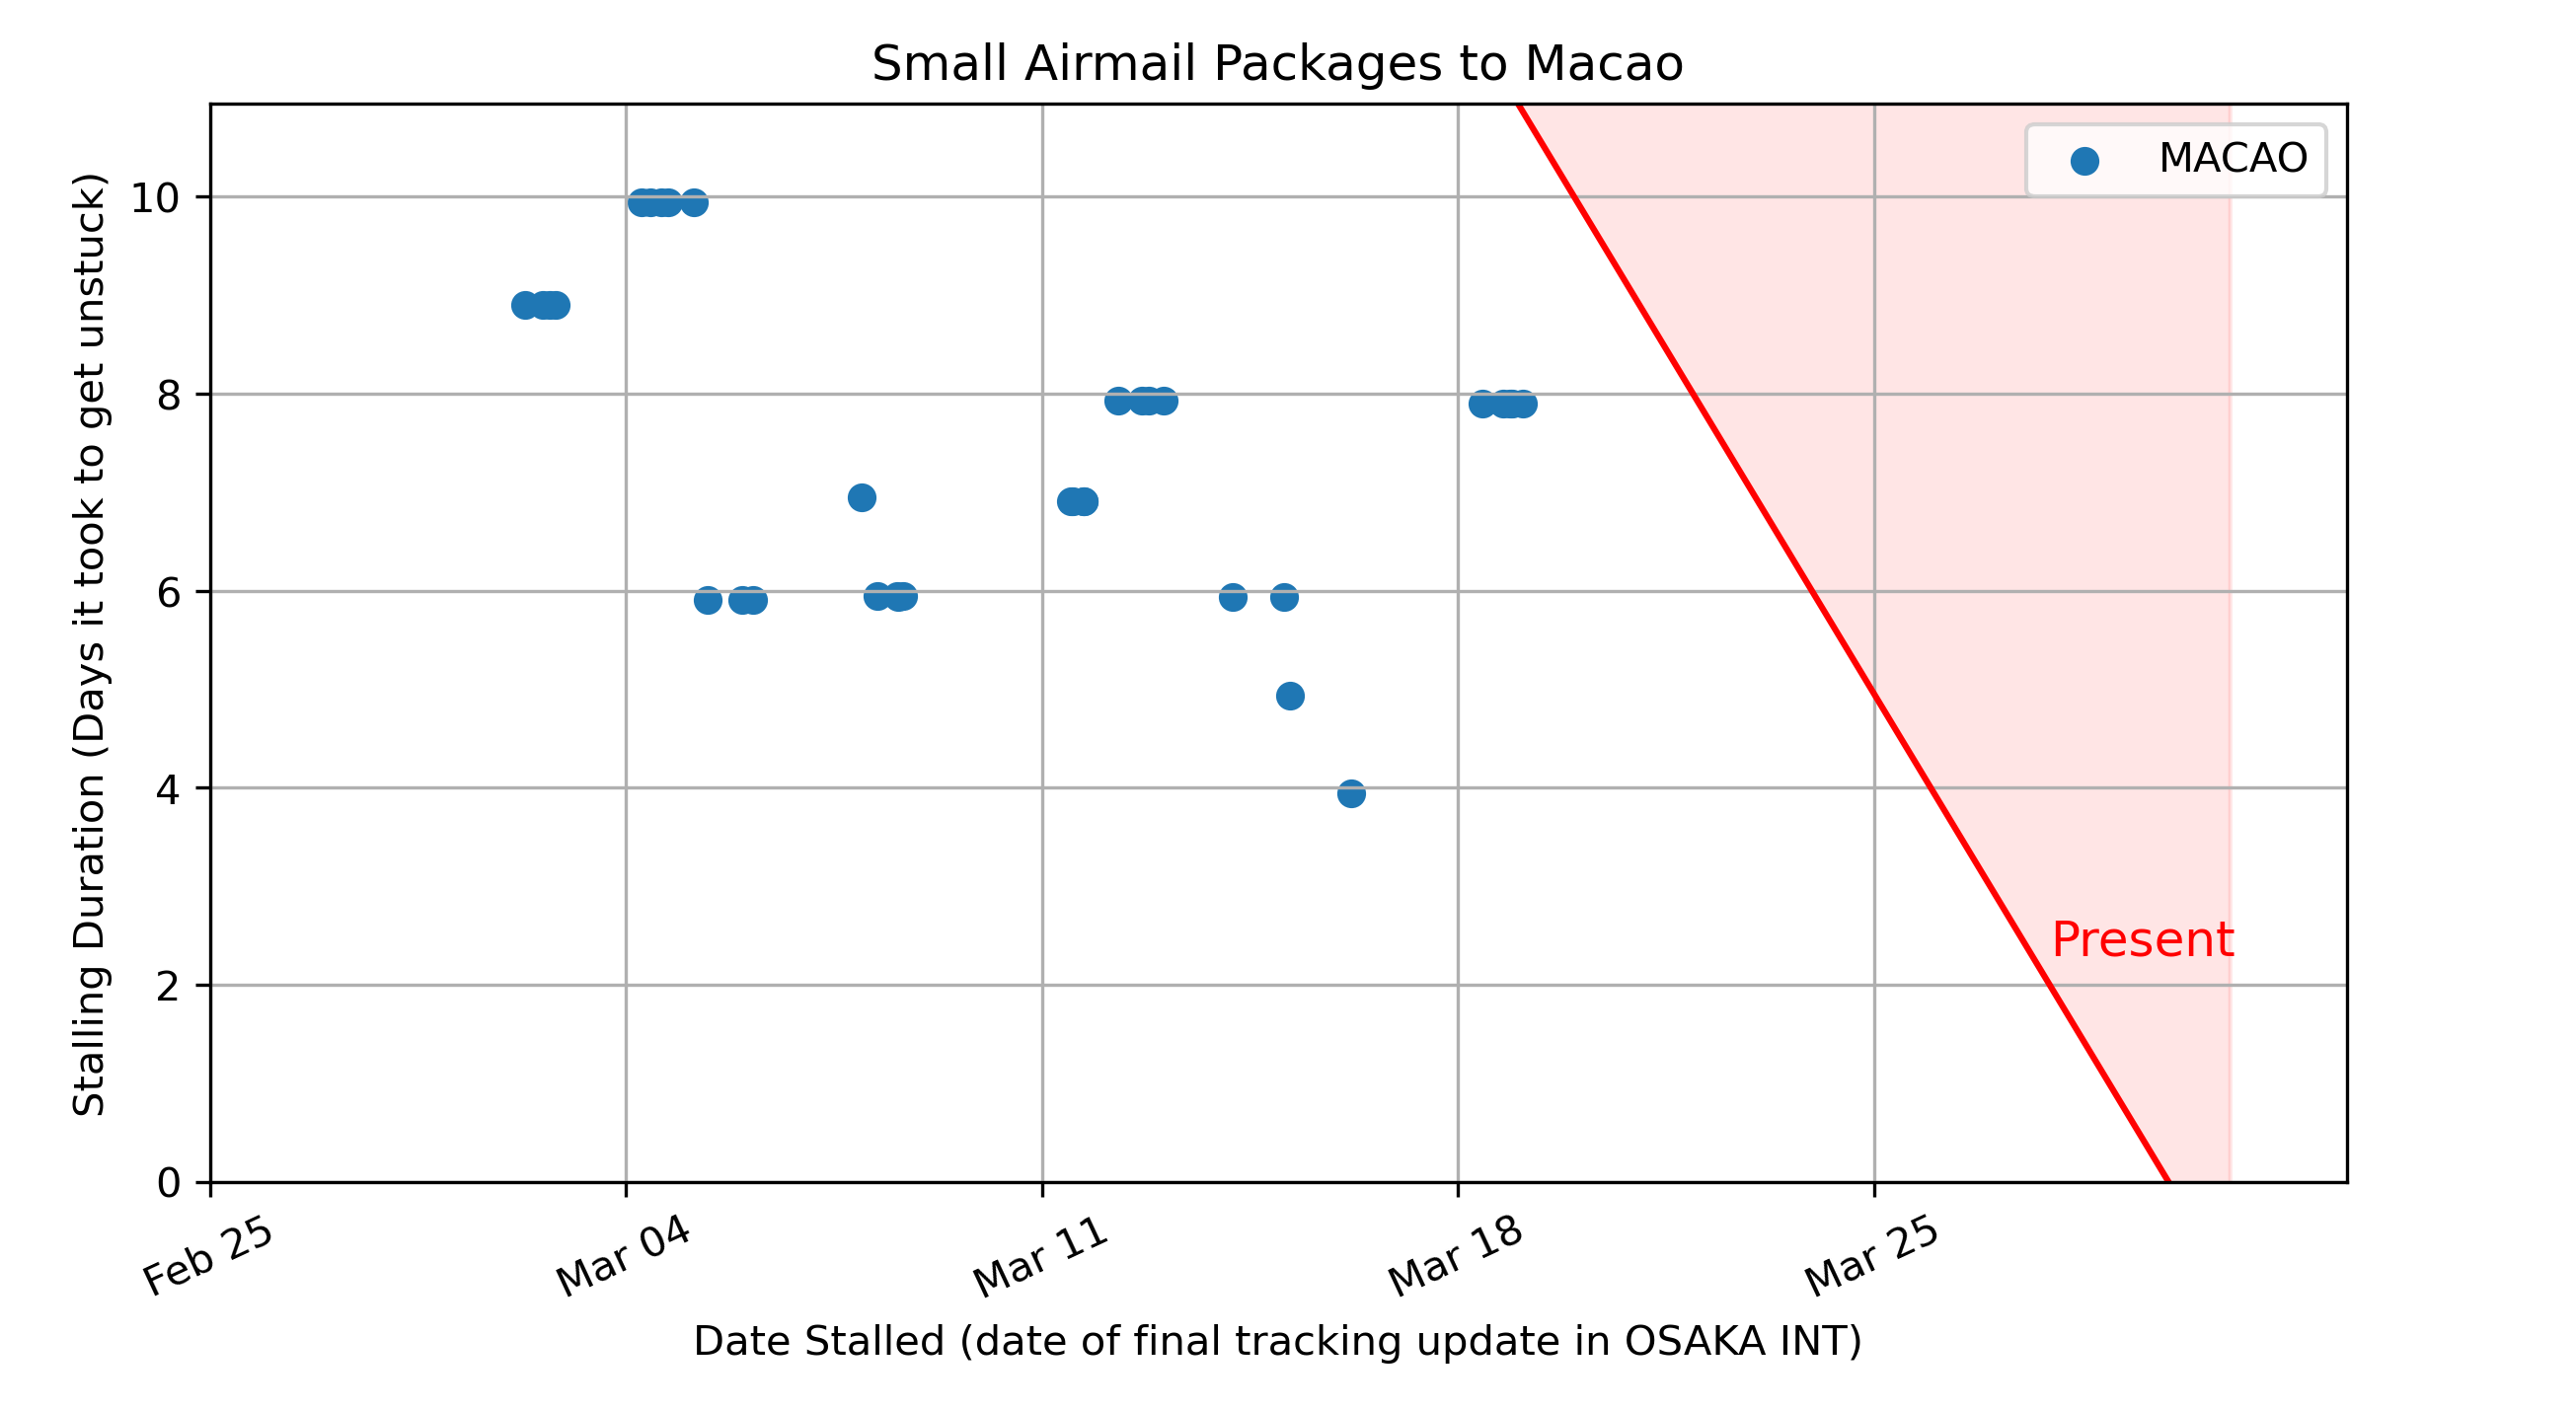 Small Airmail Packages to Macao
MACAO
Stalling Duration (Days it took to get unstuck)
10
8
6
4
2
0
Present
Feb 25
Mar 04
Mar 11
Mar 18
Mar 25
Date Stalled (date of final tracking update in OSAKA INT)